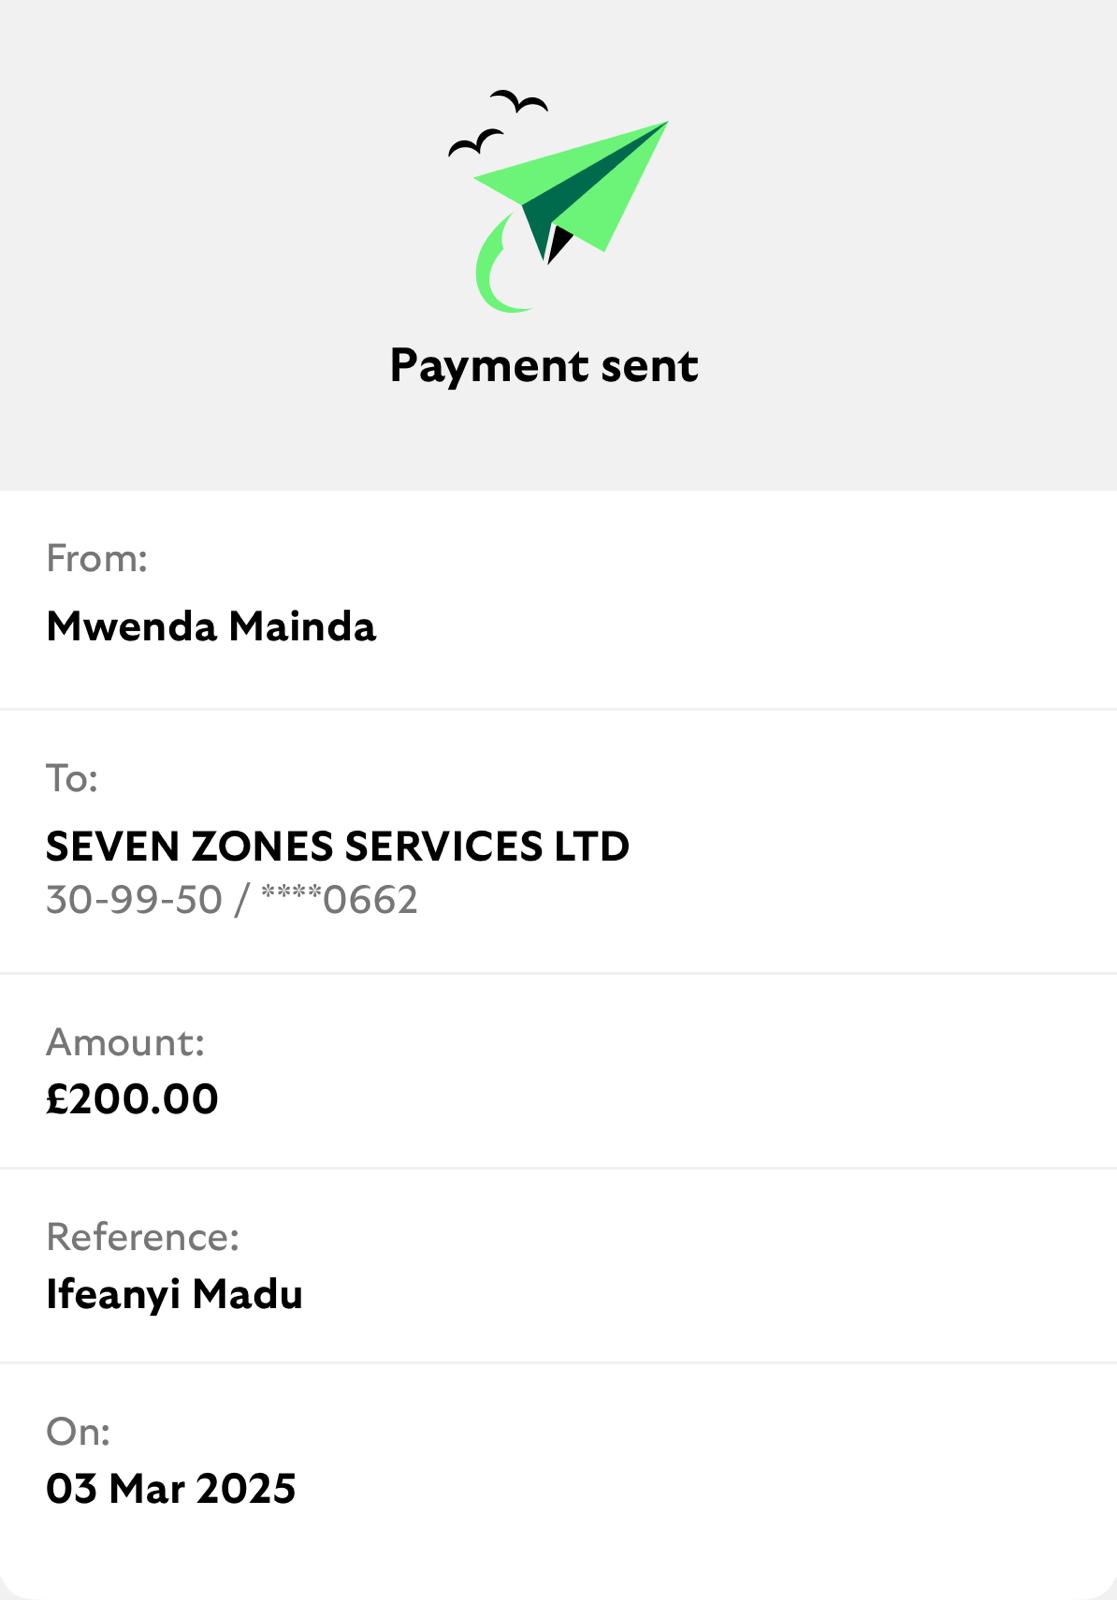 Payment sent
From:
Mwenda Mainda
To:
SEVEN ZONES SERVICES LTD
30-99-50 / ****0662
Amount:
£200.00
Reference:
Ifeanyi Madu
On:
03 Mar 2025